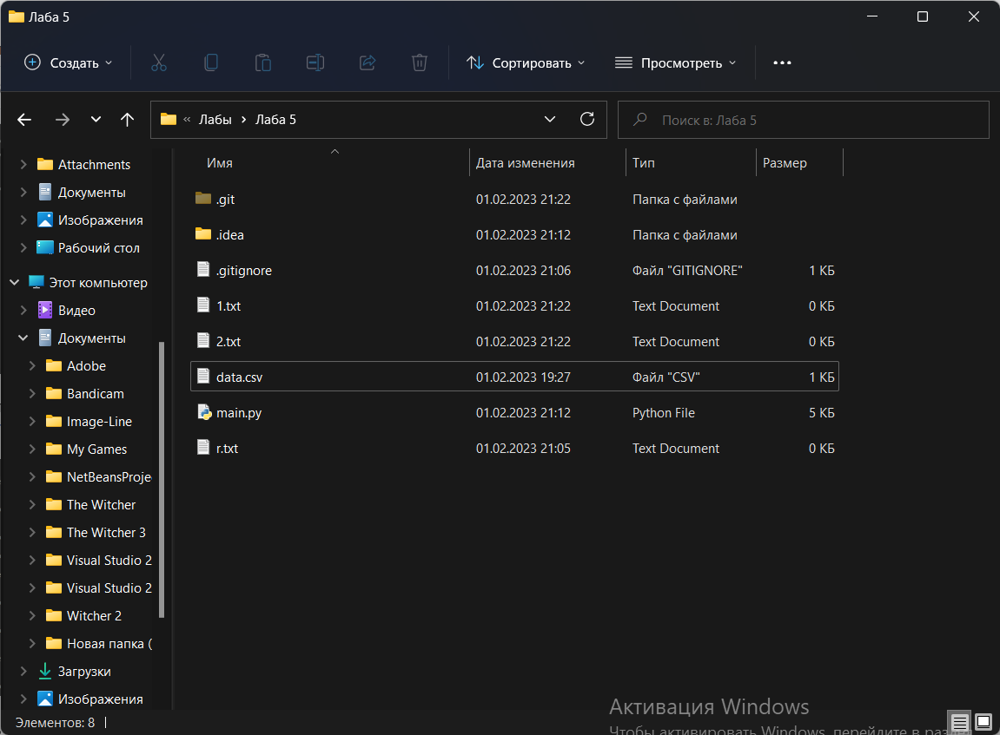 Лаба 5
Создать
Сортировать
Просмотреть
Лабы
Лаба 5
Поиск в: Лаба 5
Attachments
Документы
Изображения
Рабочий стол
Этот компьютер
Видео
Документы
Adobe
Bandicam
Image-Line
My Games
NetBeansProje
The Witcher
The Witcher 3
Visual Studio 2
Visual Studio 2
Witcher 2
Новая папка (
Загрузки
Изображения
Имя Дата изменения Тип Размер
.git 01.02.2023 21:22 Папка с файлами
.idea 01.02.2023 21:12 Папка с файлами
.gitignore 01.02.2023 21:06 Файл "GITIGNORE" 1 КБ
1.txt 01.02.2023 21:22 Text Document 0 КБ
2.txt 01.02.2023 21:22 Text Document 0 КБ
data.csv 01.02.2023 19:27 Файл "CSV" 1 КБ
main.py 01.02.2023 21:12 Python File 5 КБ
r.txt 01.02.2023 21:05 Text Document 0 КБ
Активация Windows
Чтобы активировать Windows, перейдите в раздел
Элементов: 8